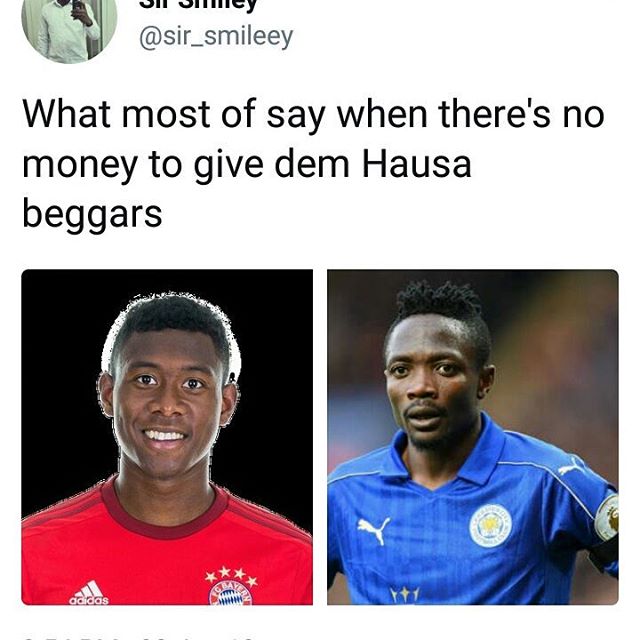 Sir Smiley
@sir_smileey
What most of say when there's no
money to give dem Hausa
beggars
adidas
FC BAYERN